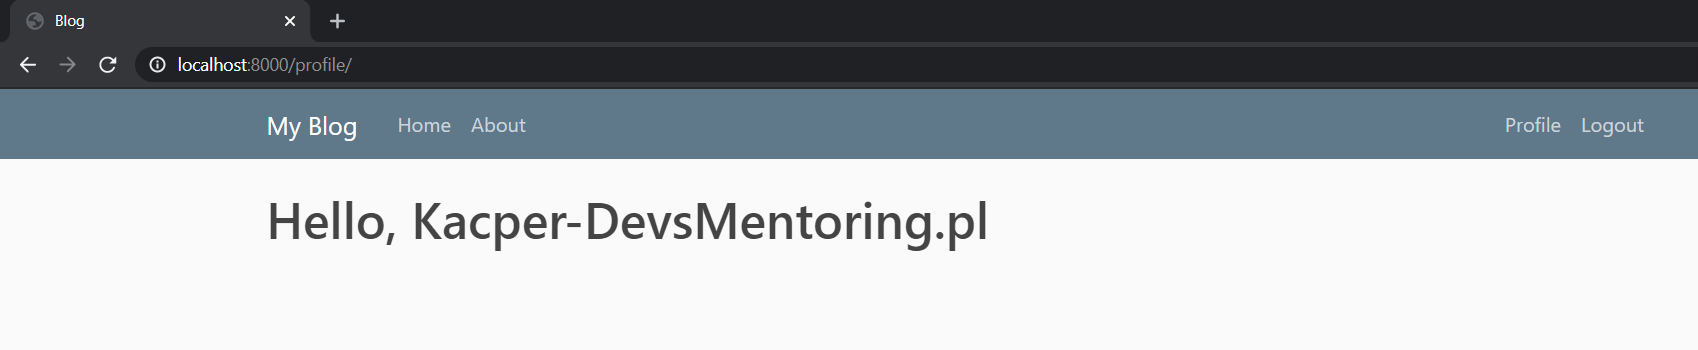 Blog
localhost:8000/profile/
My Blog Home About Profile Logout
Hello, Kacper-DevsMentoring.pl